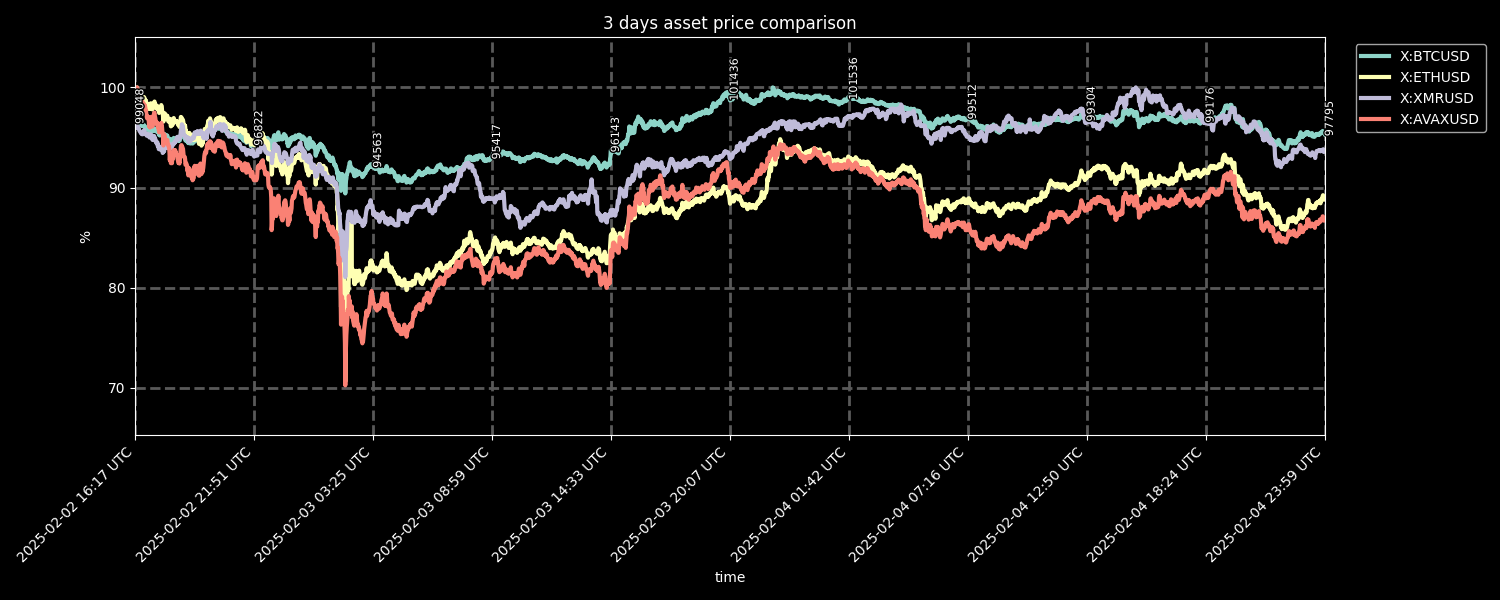 3 days asset price comparison
X:BTCUSD
X:ETHUSD
X:XMRUSD
X:AVAXUSD
100
90
80
70
%
99048
96822
94563
95417
96143
101436
101536
99512
99304
99176
97795
2025-02-02 16:17 UTC
2025-02-02 21:51 UTC
2025-02-03 03:25 UTC
2025-02-03 08:59 UTC
2025-02-03 14:33 UTC
2025-02-03 20:07 UTC
2025-02-04 01:42 UTC
2025-02-04 07:16 UTC
2025-02-04 12:50 UTC
2025-02-04 18:24 UTC
2025-02-04 23:59 UTC
time